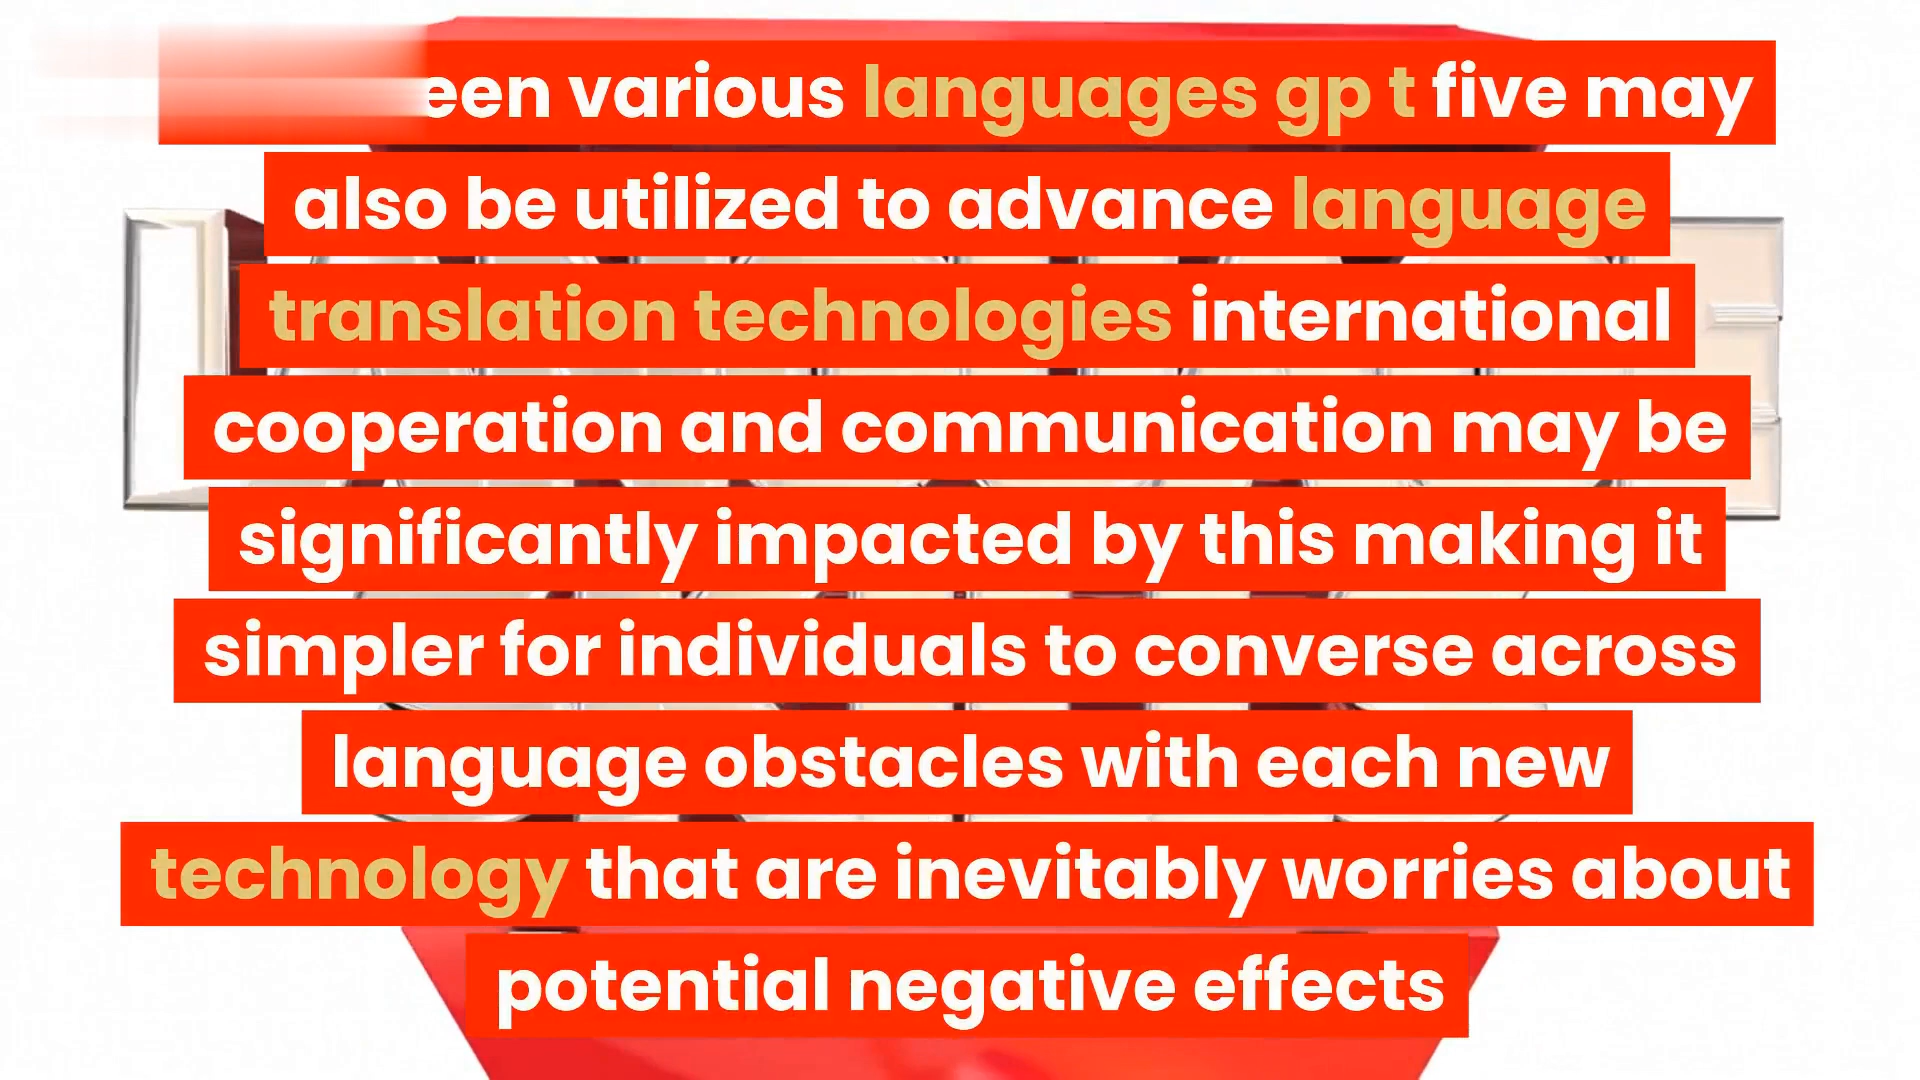 various languages gp t five may
also be utilized to advance language
translation technologies international
cooperation and communication may be
significantly impacted by this making it
simpler for individuals to converse across
language obstacles with each new
technology that are inevitably worries about
potential negative effects